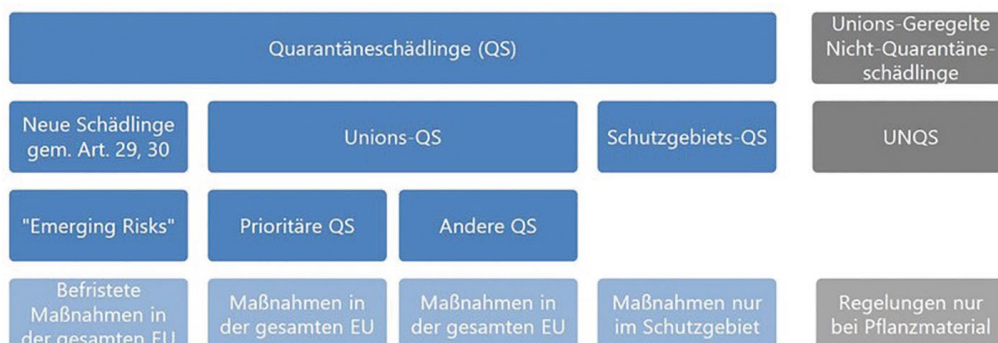 Quarantäneschädlinge (QS)
Unions-Geregelte
Nicht-Quarantäne-
schädlinge
Neue Schädlinge
gem. Art. 29, 30
Unions-QS
Schutzgebiets-QS
UNQS
"Emerging Risks"
Prioritäre QS
Andere QS
Befristete
Maßnahmen in
der gesamten EU
Maßnahmen in
der gesamten EU
Maßnahmen in
der gesamten EU
Maßnahmen nur
im Schutzgebiet
Regelungen nur
bei Pflanzmaterial